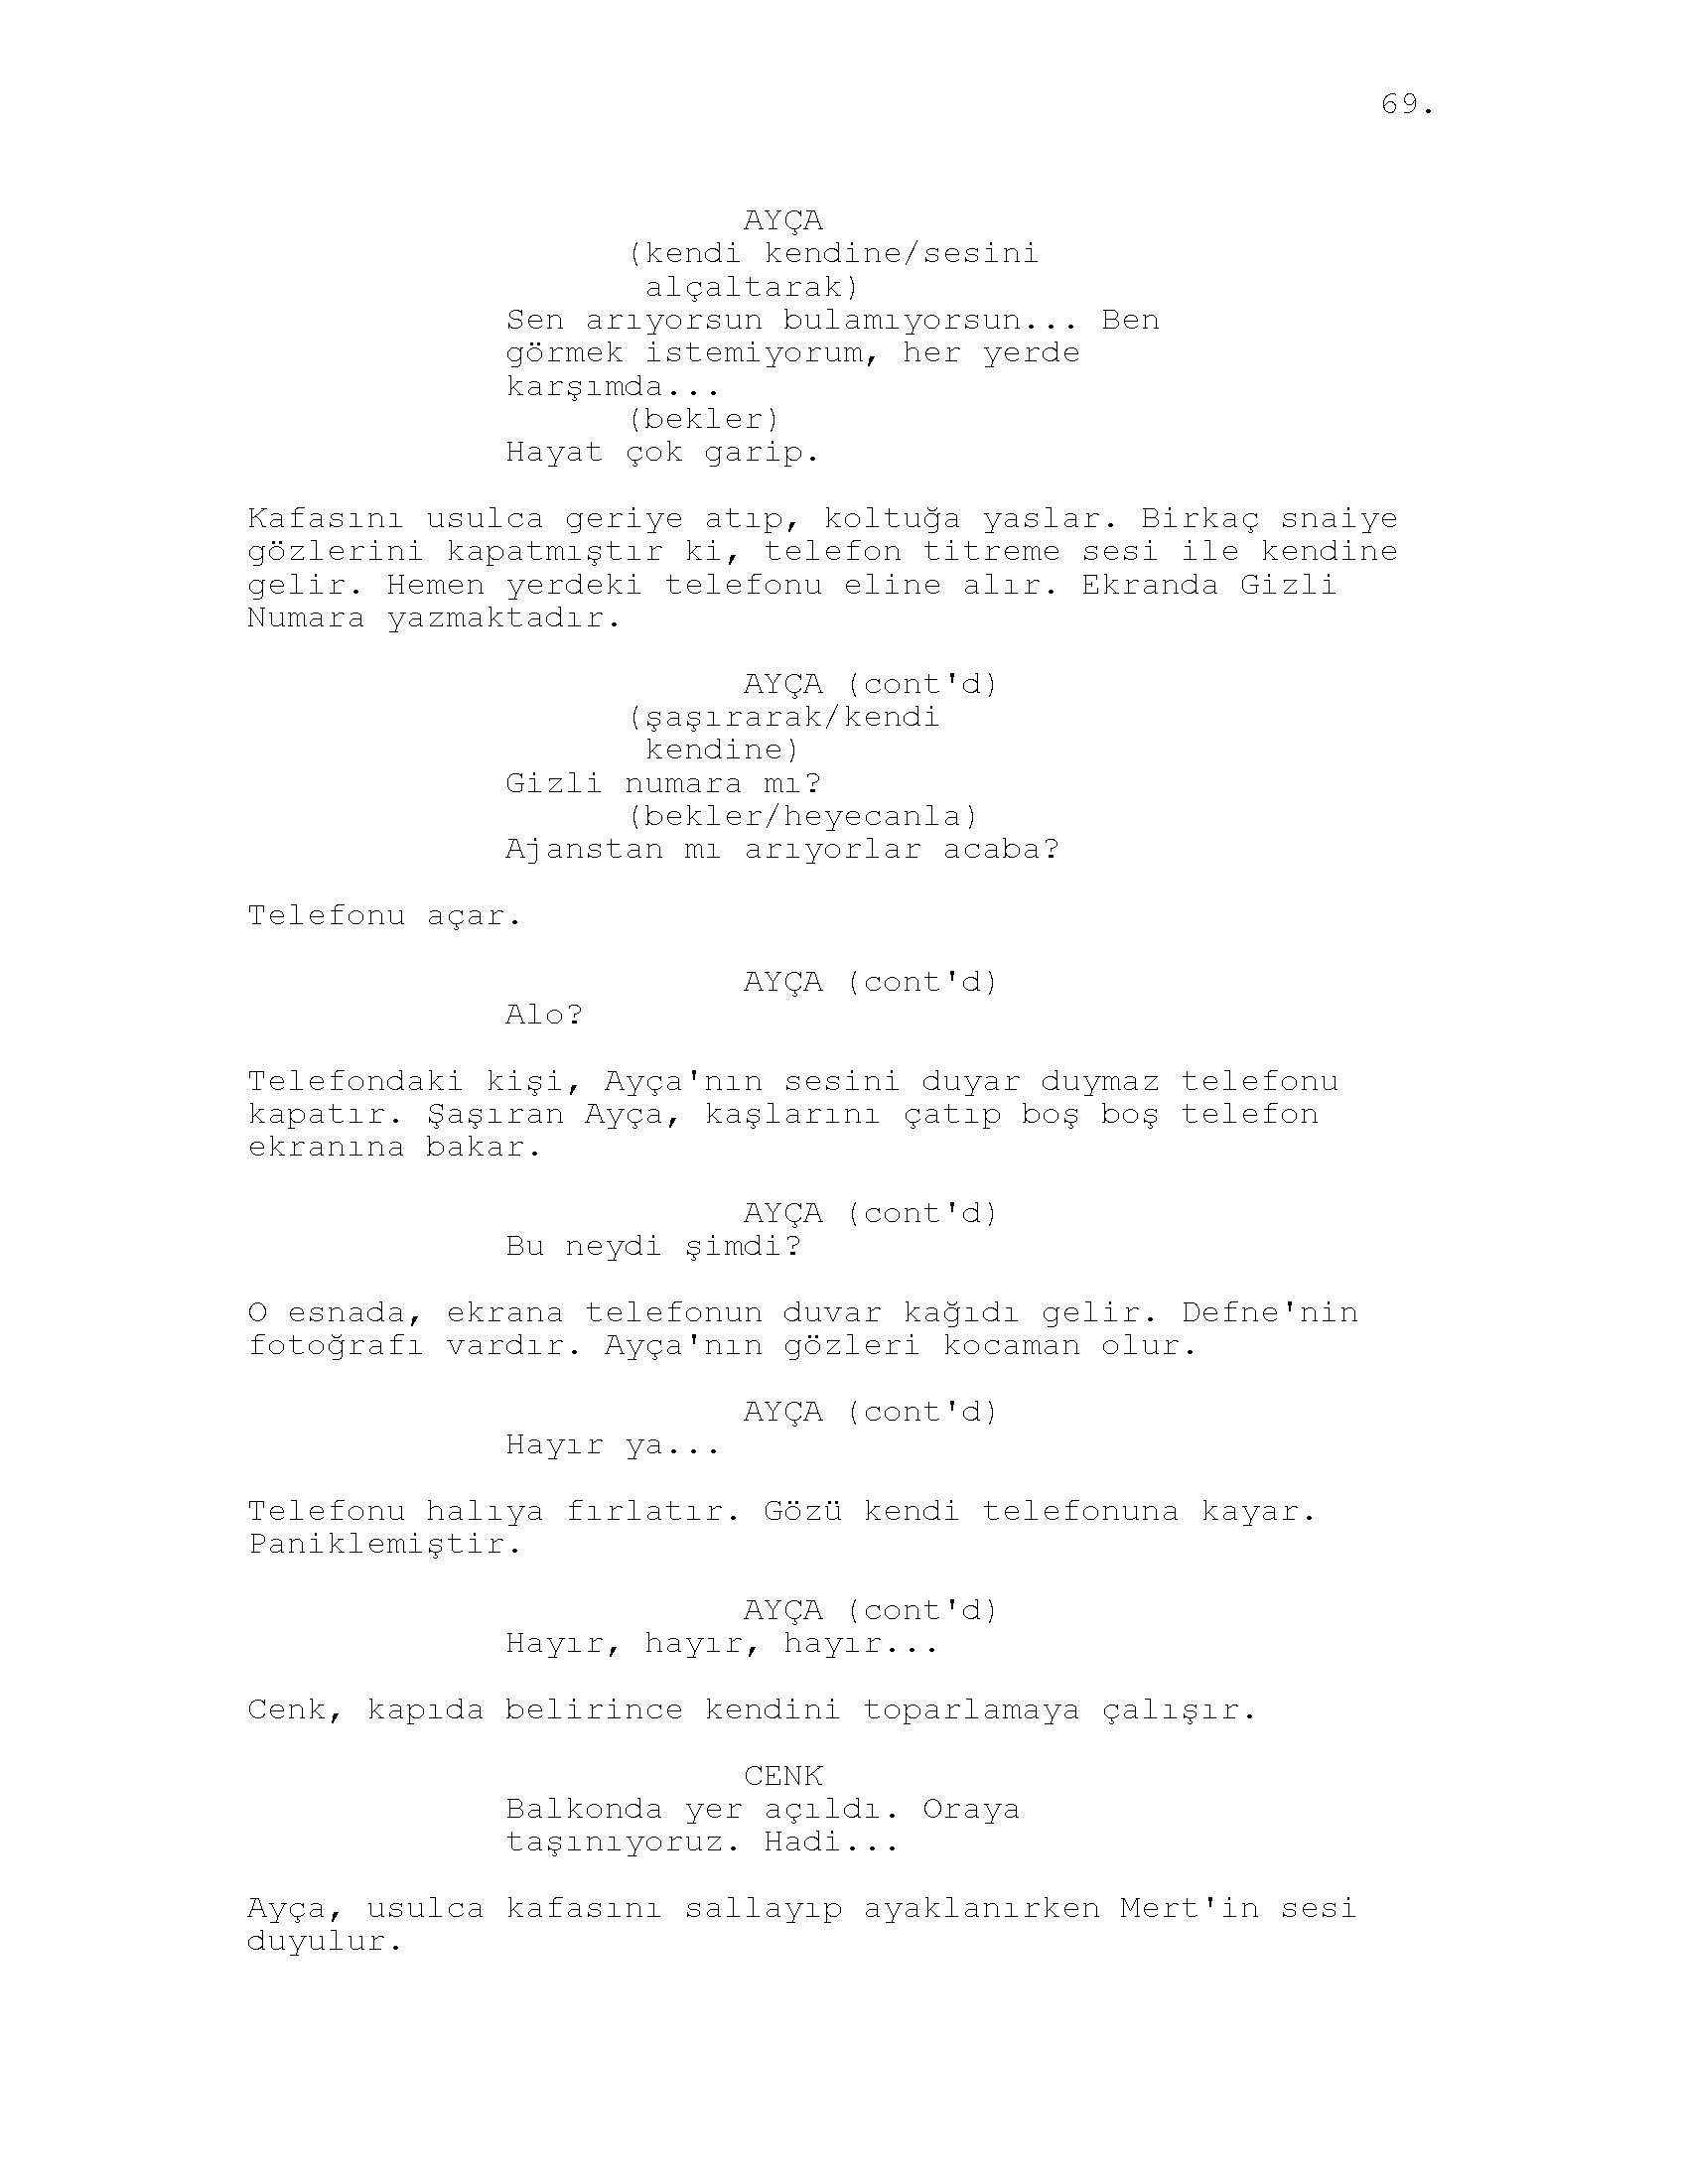 69.
AYÇA
(kendi kendine/sesini
alçaltarak)
Sen arıyorsun bulamıyorsun... Ben
görmek istemiyorum, her yerde
karşımda...
(bekler)
Hayat çok garip.
Kafasını usulca geriye atıp, koltuğa yaslar. Birkaç snaiye
gözlerini kapatmıştır ki, telefon titreme sesi ile kendine
gelir. Hemen yerdeki telefonu eline alır. Ekranda Gizli
Numara yazmaktadır.
AYÇA (cont'd)
(şaşırarak/kendi
kendine)
Gizli numara mı?
(bekler/heyecanla)
Ajanstan mı arıyorlar acaba?
Telefonu açar.
AYÇA (cont'd)
Alo?
Telefondaki kişi, Ayça'nın sesini duyar duymaz telefonu
kapatır. Şaşıran Ayça, kaşlarını çatıp boş boş telefon
ekranına bakar.
AYÇA (cont'd)
Bu neydi şimdi?
O esnada, ekrana telefonun duvar kağıdı gelir. Defne'nin
fotoğrafı vardır. Ayça'nın gözleri kocaman olur.
AYÇA (cont'd)
Hayır ya...
Telefonu halıya fırlatır. Gözü kendi telefonuna kayar.
Paniklemiştir.
AYÇA (cont'd)
Hayır, hayır, hayır...
Cenk, kapıda belirince kendini toparlamaya çalışır.
CENK
Balkonda yer açıldı. Oraya
taşınıyoruz. Hadi...
Ayça, usulca kafasını sallayıp ayaklanırken Mert'in sesi
duyulur.